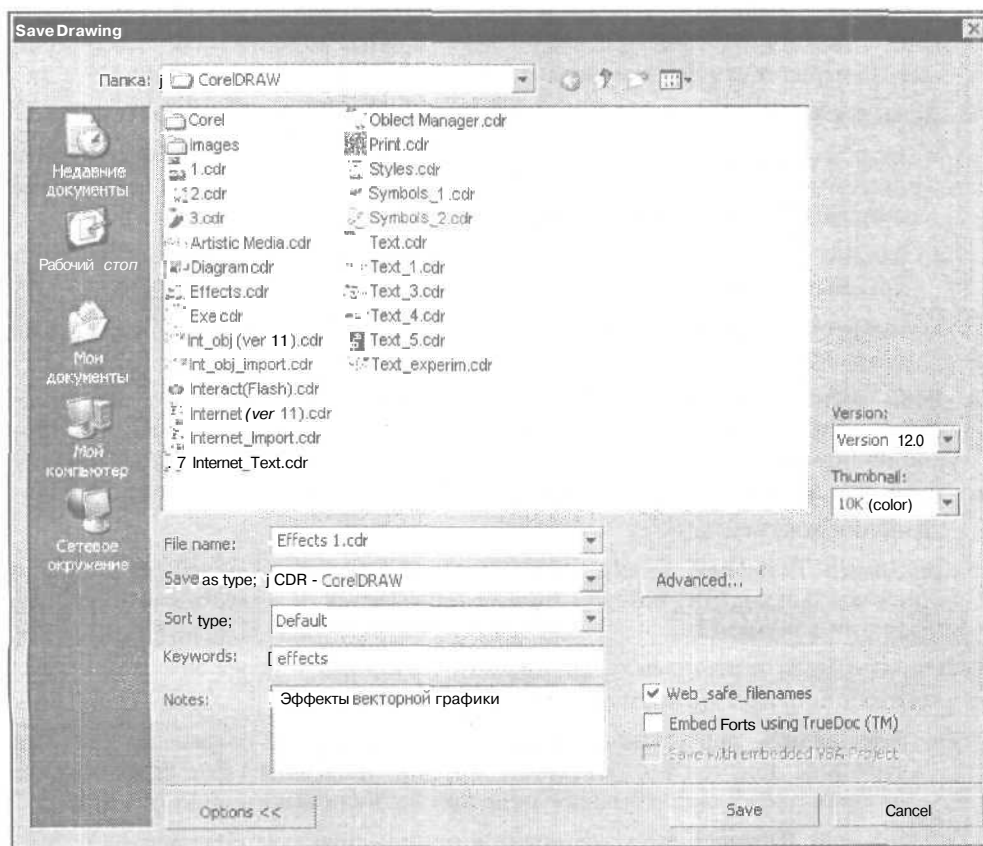 Save Drawing
Папка: j CorelDRAW
Недавние
документы
Рабочий стоп
Мои
документы
Мой
компьютер
Сетевое
окружение
Corel
images
1.cdr
2.cdr
3.cdr
Artistic Media.cdr
Diagram cdr
Effects.cdr
Exe cdr
Int_obj (ver 11).cdr
Int_obj_import.cdr
Interact(Flash).cdr
Internet (ver 11).cdr
Internet_Import.cdr
. 7 Internet_Text.cdr
Oblect Manager.cdr
Print.cdr
Styles.cdr
Symbols_1.cdr
Symbols_2.cdr
Text.cdr
Text_1.cdr
Text_3.cdr
Text_4.cdr
Text_5.cdr
Text_experim.cdr
Version:
Version 12.0
Thumbnail:
10K (color)
File name: Effects 1.cdr
Save as type; j CDR - CorelDRAW
Advanced...
Sort type; Default
Keywords: [ effects
Notes: Эффекты векторной графики
Web_safe_filenames
Embed Forts using TrueDoc (TM)
Save with embedded VBA Project
Options <<
Save
Cancel